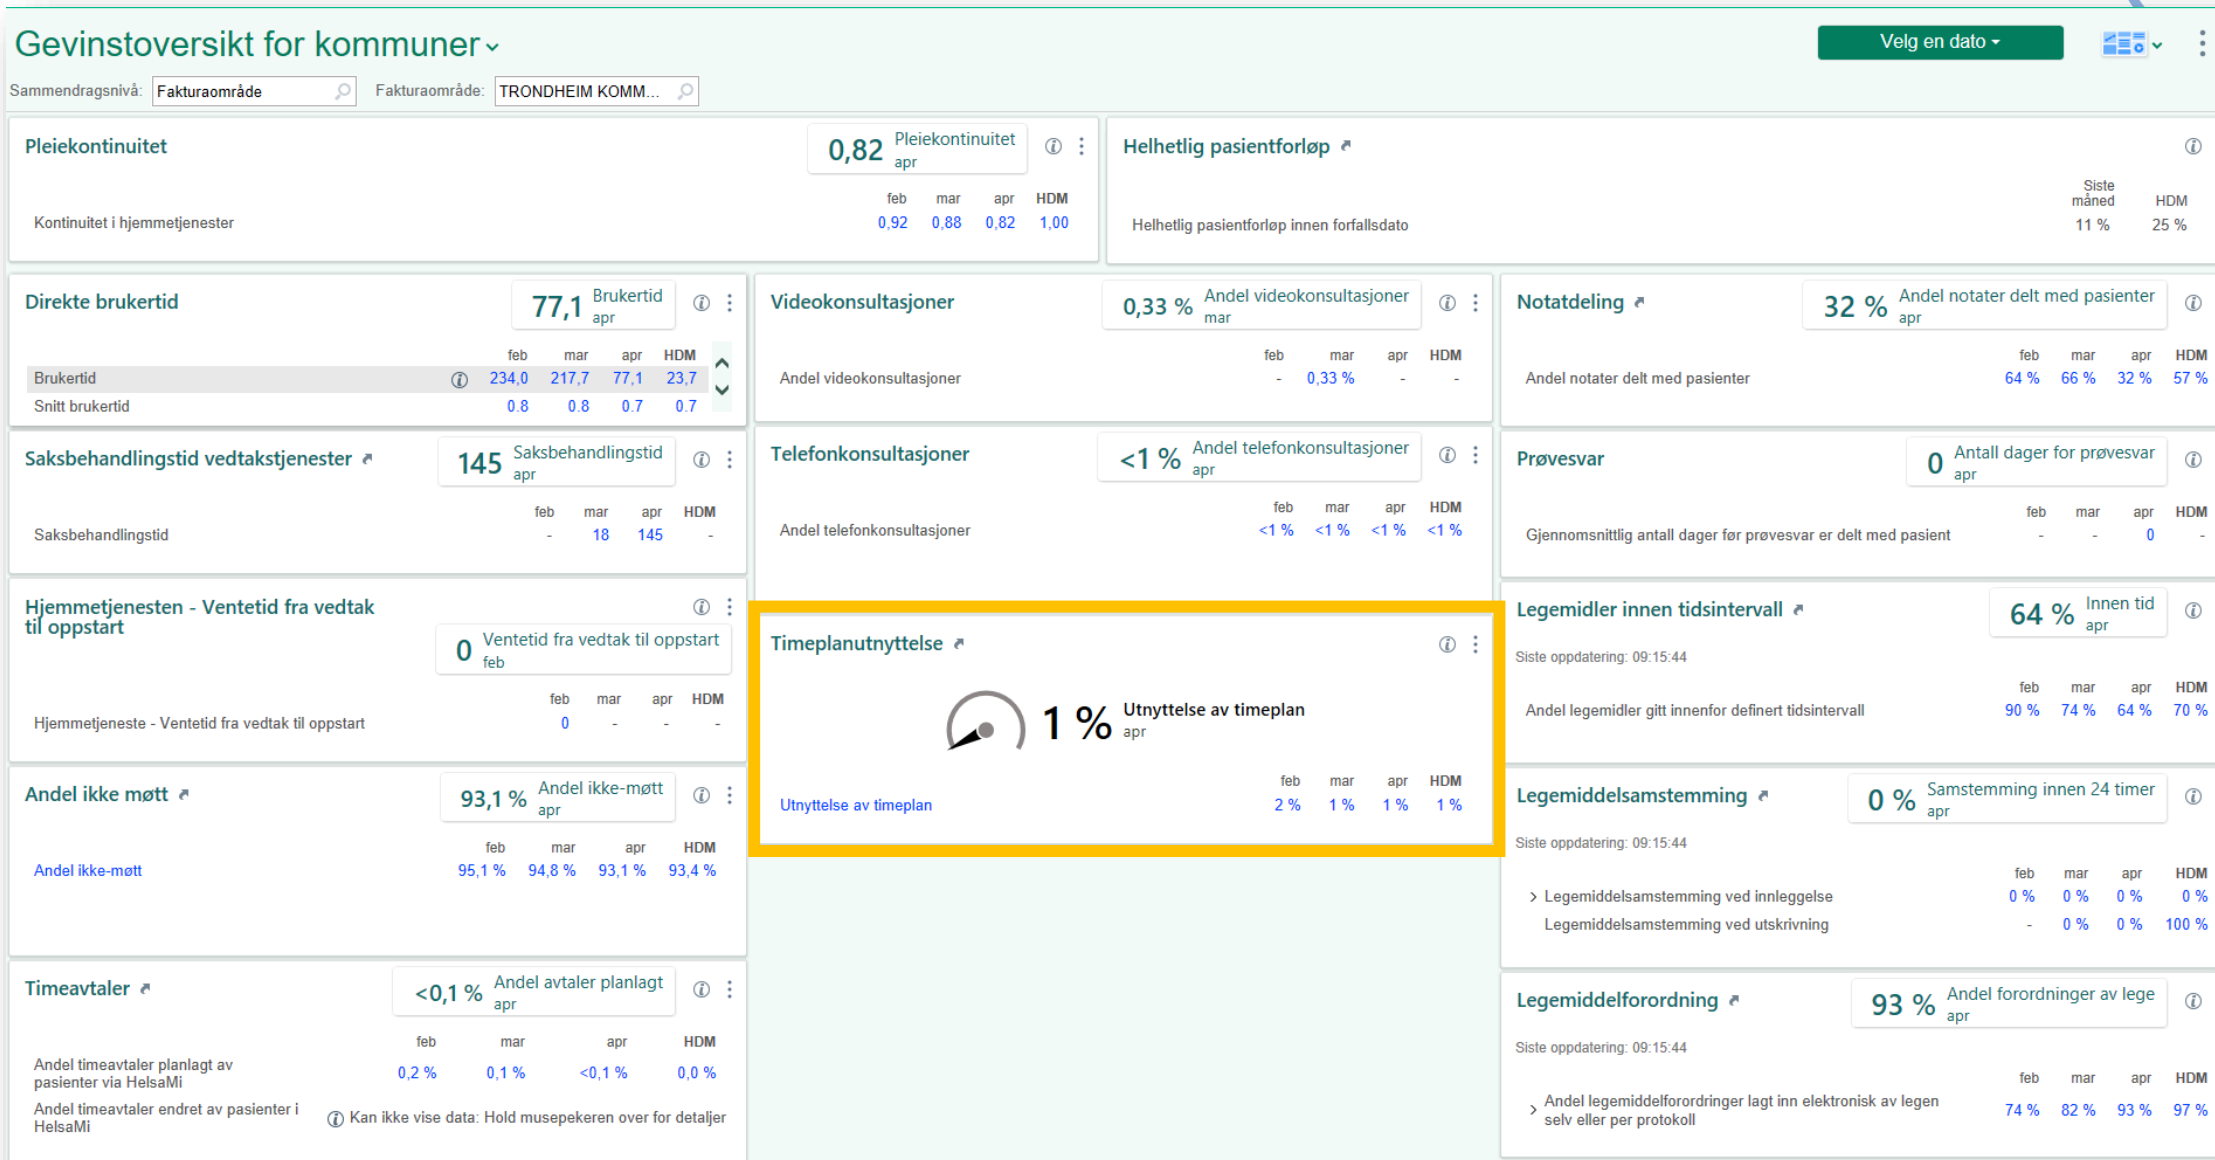 Gevinstoversikt for kommuner
Velg en dato
Sammendragsnivå: Fakturaområde Fakturaområde: TRONDHEIM KOMM...
Pleiekontinuitet
0,82 Pleiekontinuitet
apr
feb mar apr HDM
Kontinuitet i hjemmetjenester 0,92 0,88 0,82 1,00
Helhetlig pasientforløp
Siste
måned HDM
Helhetlig pasientforløp innen forfallsdato 11 % 25 %
Direkte brukertid
77,1 Brukertid
apr
feb mar apr HDM
Brukertid 234,0 217,7 77,1 23,7
Snitt brukertid 0.8 0.8 0.7 0.7
Videokonsultasjoner
0,33 % Andel videokonsultasjoner
mar
feb mar apr HDM
Andel videokonsultasjoner - 0,33 % - -
Notatdeling
32 % Andel notater delt med pasienter
apr
feb mar apr HDM
Andel notater delt med pasienter 64 % 66 % 32 % 57 %
Saksbehandlingstid vedtakstjenester
145 Saksbehandlingstid
apr
feb mar apr HDM
Saksbehandlingstid - 18 145 -
Telefonkonsultasjoner
<1 % Andel telefonkonsultasjoner
apr
feb mar apr HDM
Andel telefonkonsultasjoner <1 % <1 % <1 % <1 %
Prøvesvar
0 Antall dager for prøvesvar
apr
feb mar apr HDM
Gjennomsnittlig antall dager før prøvesvar er delt med pasient - - 0 -
Hjemmetjenesten - Ventetid fra vedtak
til oppstart
0 Ventetid fra vedtak til oppstart
feb
feb mar apr HDM
Hjemmetjeneste - Ventetid fra vedtak til oppstart 0 - - -
Timeplanutnyttelse
1 % Utnyttelse av timeplan
apr
feb mar apr HDM
Utnyttelse av timeplan 2 % 1 % 1 % 1 %
Legemidler innen tidsintervall
64 % Innen tid
apr
Siste oppdatering: 09:15:44
feb mar apr HDM
Andel legemidler gitt innenfor definert tidsintervall 90 % 74 % 64 % 70 %
Andel ikke møtt
93,1 % Andel ikke-møtt
apr
feb mar apr HDM
Andel ikke-møtt 95,1 % 94,8 % 93,1 % 93,4 %
Legemiddelsamstemming
0 % Samstemming innen 24 timer
apr
Siste oppdatering: 09:15:44
feb mar apr HDM
Legemiddelsamstemming ved innleggelse 0 % 0 % 0 % 0 %
Legemiddelsamstemming ved utskrivning - 0 % 0 % 100 %
Timeavtaler
<0,1 % Andel avtaler planlagt
apr
feb mar apr HDM
Andel timeavtaler planlagt av
pasienter via HelsaMi 0,2 % 0,1 % <0,1 % 0,0 %
Andel timeavtaler endret av pasienter i
HelsaMi
Kan ikke vise data: Hold musepekeren over for detaljer
Legemiddelforordning
93 % Andel forordninger av lege
apr
Siste oppdatering: 09:15:44
feb mar apr HDM
Andel legemiddelforordringer lagt inn elektronisk av legen
selv eller per protokoll 74 % 82 % 93 % 97 %